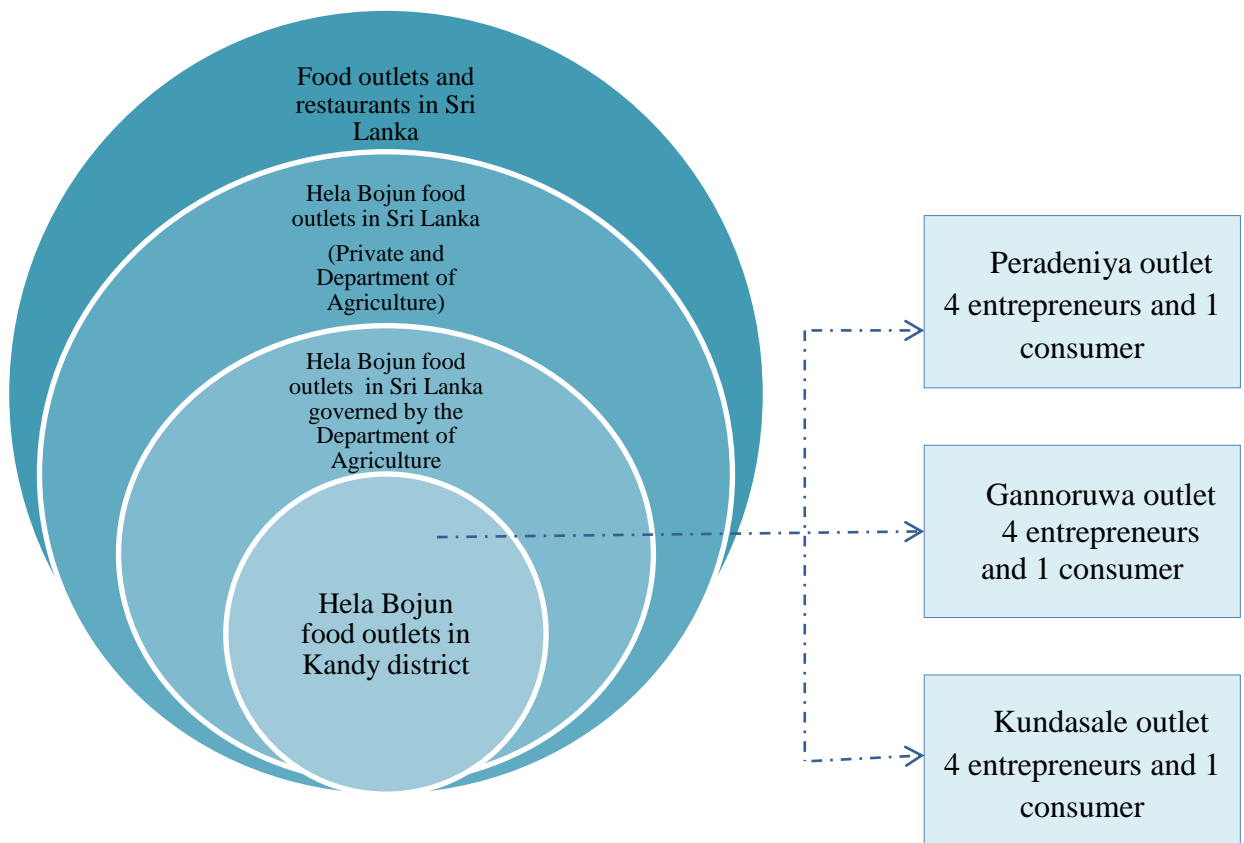 Food outlets and
restaurants in Sri
Lanka
Hela Bojun food
outlets in Sri Lanka
(Private and
Department of
Agriculture)
Hela Bojun food
outlets in Sri Lanka
governed by the
Department of
Agriculture
Hela Bojun
food outlets in
Kandy district
Peradeniya outlet
4 entrepreneurs and 1
consumer
Gannoruwa outlet
4 entrepreneurs
and 1 consumer
Kundasale outlet
4 entrepreneurs and 1
consumer